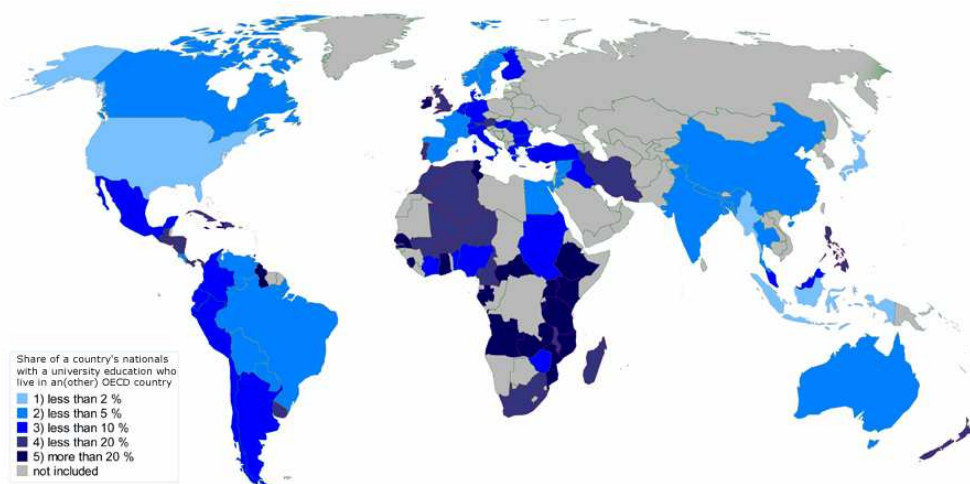 Share of a country's nationals
with a university education who
live in an(other) OECD country
1) less than 2 %
2) less than 5 %
3) less than 10 %
4) less than 20 %
5) more than 20 %
not included